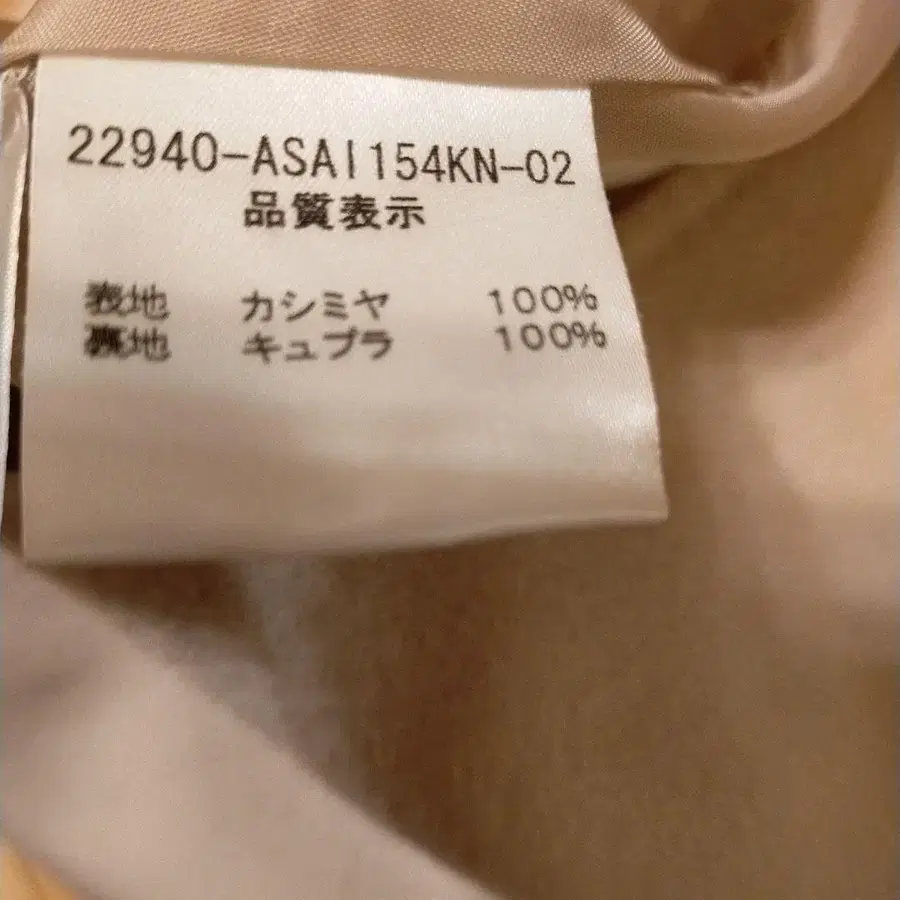 22940-ASAI154KN-02
品質表示
表地 カシミヤ 100%
裏地 キュプラ 100%